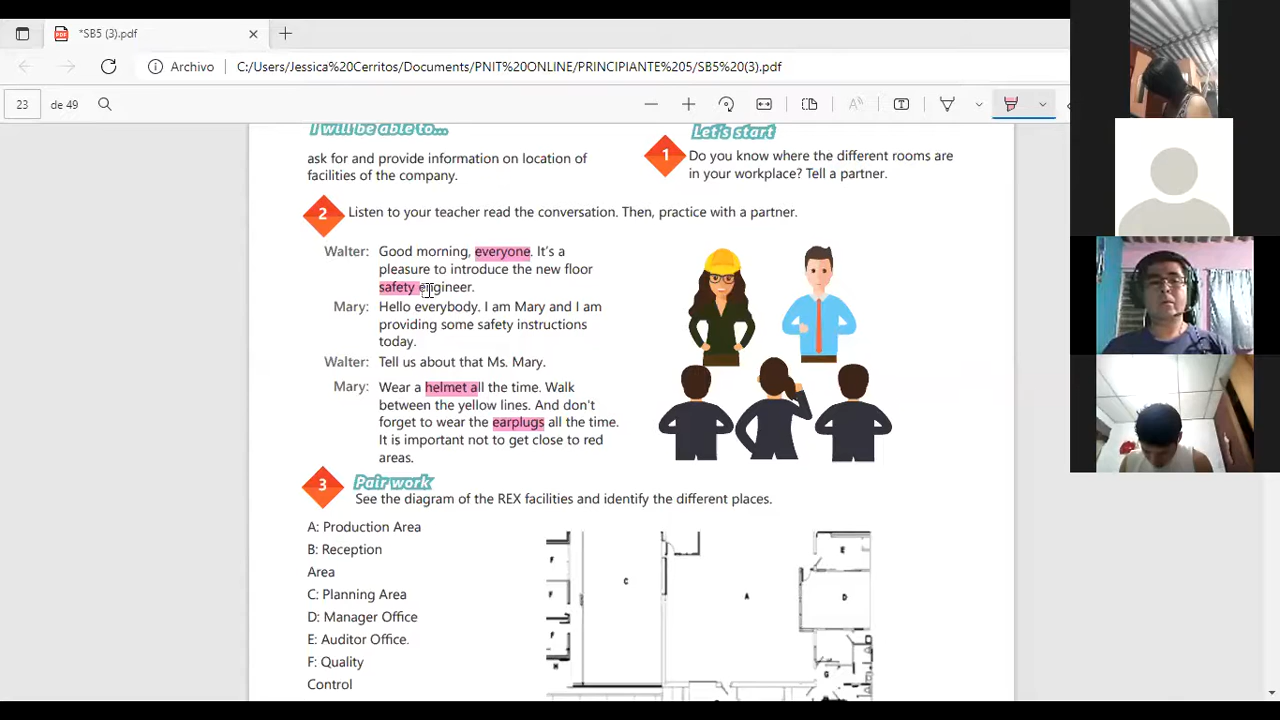 *SB5 (3).pdf
Archivo
C:/Users/Jessica%20Cerritos/Documents/PNIT%20ONLINE/PRINCIPIANTE%205/SB5%20(3).pdf
23 de 49
I will be able to...
ask for and provide information on location of
facilities of the company.
Let's start
1
Do you know where the different rooms are
in your workplace? Tell a partner.
2
Listen to your teacher read the conversation. Then, practice with a partner.
Walter: Good morning, everyone. It's a
pleasure to introduce the new floor
safety engineer.
Mary: Hello everybody. I am Mary and I am
providing some safety instructions
today.
Walter: Tell us about that Ms. Mary.
Mary: Wear a helmet all the time. Walk
between the yellow lines. And don't
forget to wear the earplugs all the time.
It is important not to get close to red
areas.
3
Pair work
See the diagram of the REX facilities and identify the different places.
A: Production Area
B: Reception
Area
C: Planning Area
D: Manager Office
E: Auditor Office.
F: Quality
Control
F
E
C
A
D
F
F
H
G